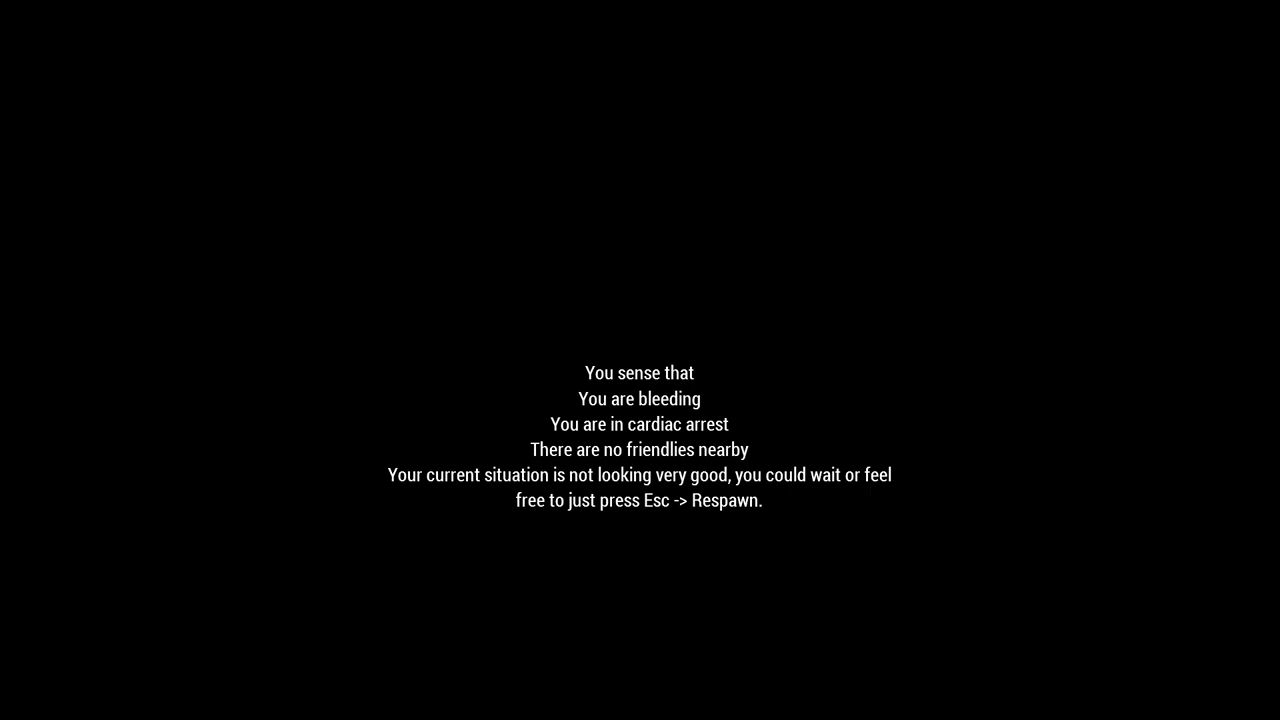 You sense that
You are bleeding
You are in cardiac arrest
There are no friendlies nearby
Your current situation is not looking very good, you could wait or feel
free to just press Esc -> Respawn.